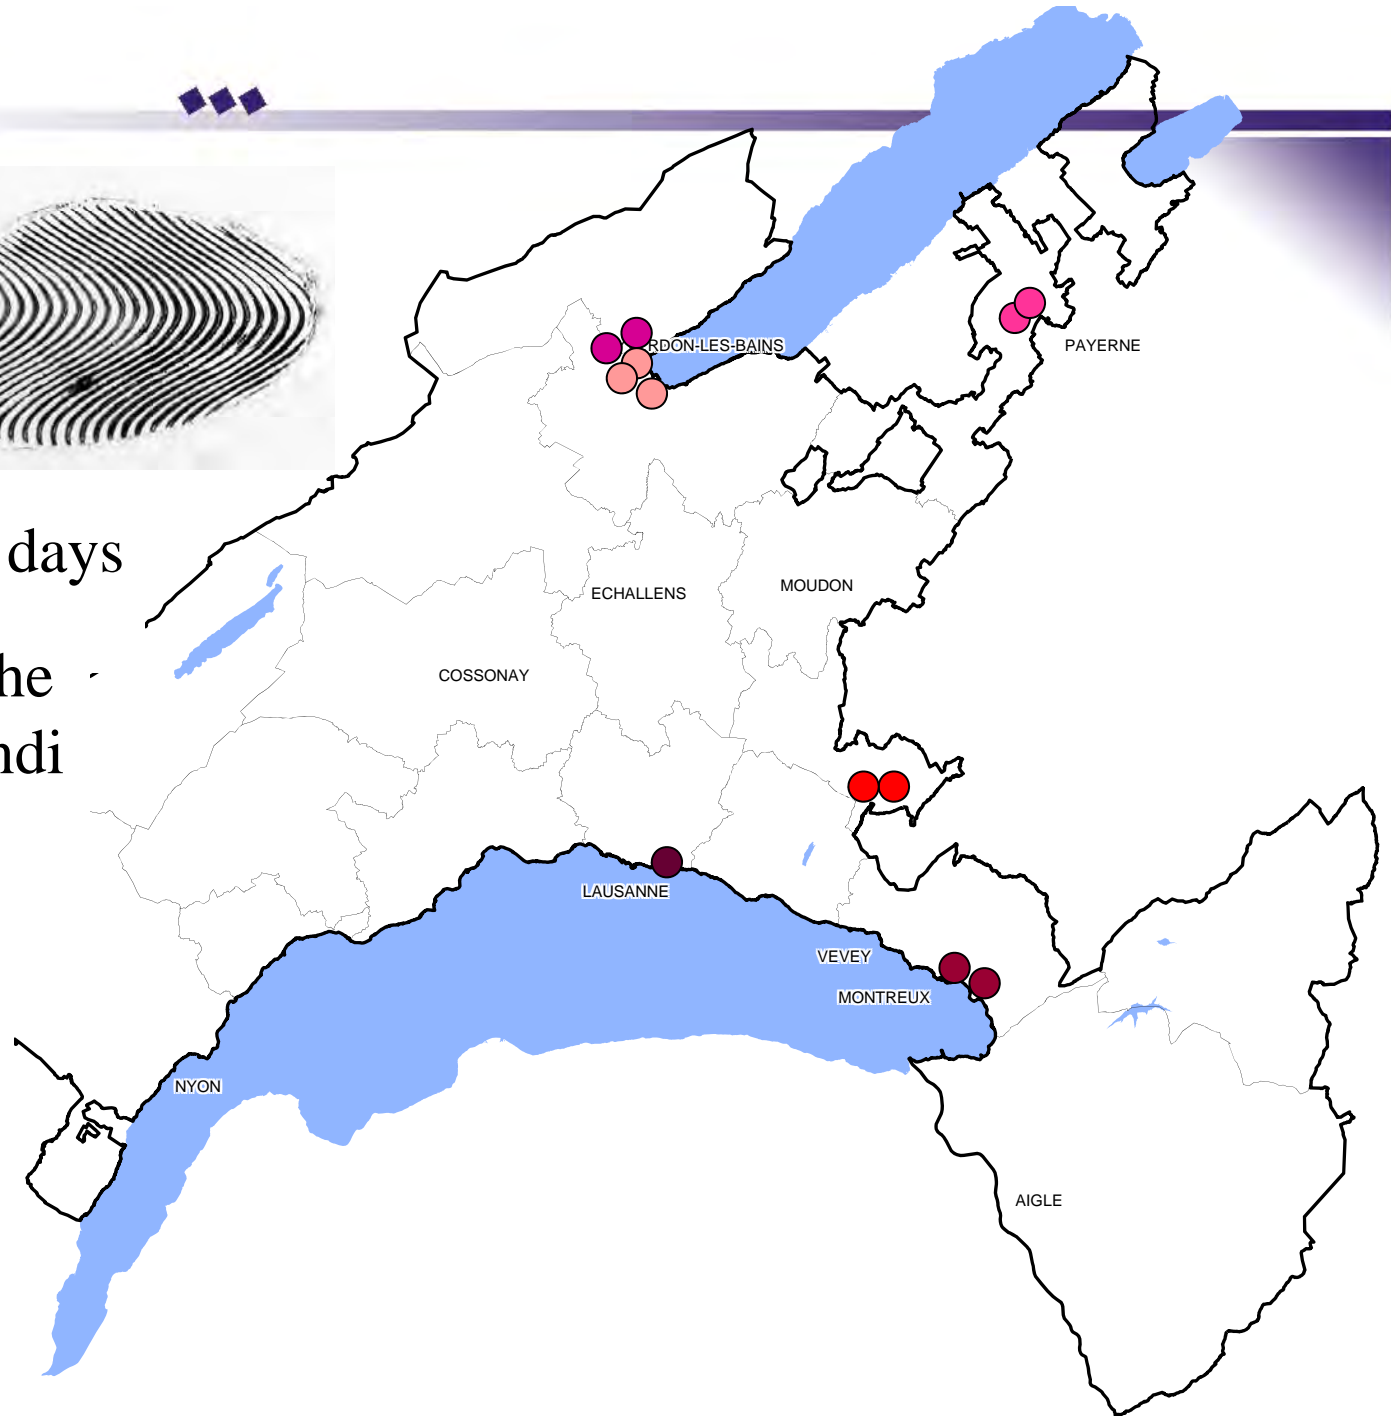 RDON-LES-BAINS
PAYERNE
days
ECHALLENS
MOUDON
he
COSSONAY
ndi
LAUSANNE
VEVEY
MONTREUX
NYON
AIGLE